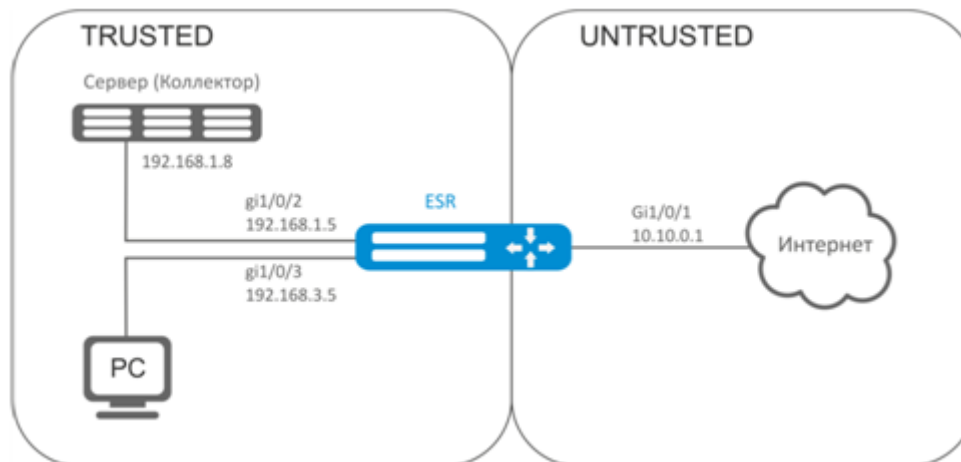 TRUSTED
UNTRUSTED
Сервер (Коллектор)
192.168.1.8
gi1/0/2
192.168.1.5
ESR
Gi1/0/1
10.10.0.1
Интернет
gi1/0/3
192.168.3.5
PC